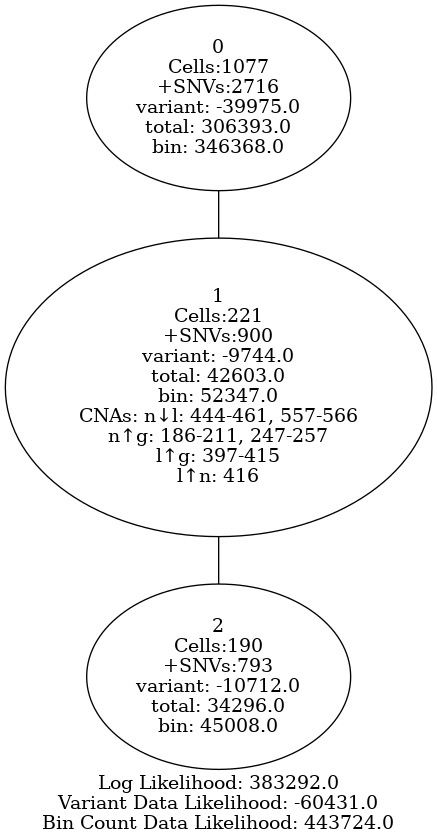 0
Cells:1077
+SNVs:2716
variant: -39975.0
total: 306393.0
bin: 346368.0
1
Cells:221
+SNVs:900
variant: -9744.0
total: 42603.0
bin: 52347.0
CNAs: n↓l: 444-461, 557-566
n↑g: 186-211, 247-257
l↑g: 397-415
l↑n: 416
2
Cells:190
+SNVs:793
variant: -10712.0
total: 34296.0
bin: 45008.0
Log Likelihood: 383292.0
Variant Data Likelihood: -60431.0
Bin Count Data Likelihood: 443724.0